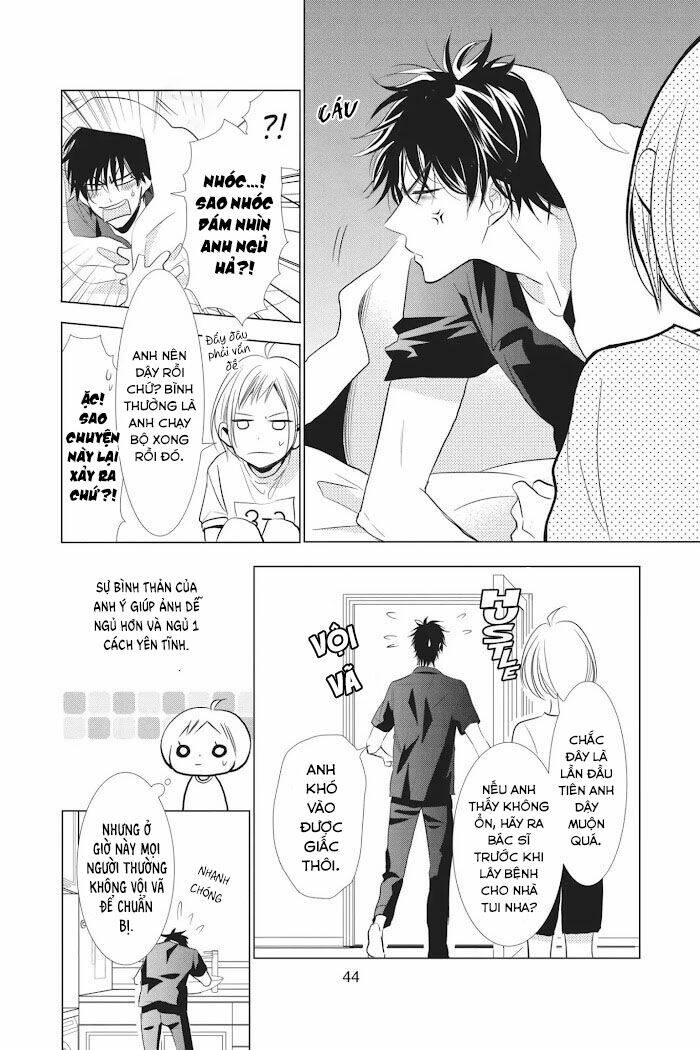 CÁU
?!
NHÓC...!
SAO NHÓC
DÁM NHÌN
ANH NGỦ
HẢ?!
Đấy đâu
phải vấn
đề
ANH NÊN
DẬY RỒI
CHỨ? BÌNH
THƯỜNG LÀ
ANH CHẠY
BỘ XONG
RỒI ĐÓ.
ẶC!
SAO
CHUYỆN
NÀY LẠI
XẢY RA
CHỨ?!
HUSTLE
VỘI
VÃ
CHẮC
ĐÂY LÀ
LẦN ĐẦU
TIÊN ANH
DẬY
MUỘN
QUÁ.
NẾU ANH
THẤY KHÔNG
ỔN, HÃY RA
BÁC SĨ
TRƯỚC KHI
LÂY BỆNH
CHO NHÀ
TUI NHA?
ANH
KHÓ
VÀO
ĐƯỢC
GIẤC
THÔI.
SỰ BÌNH THẢN CỦA
ANH Ý GIÚP ẢNH DỄ
NGỦ HƠN VÀ NGỦ 1
CÁCH YÊN TĨNH.
NHƯNG Ở
GIỜ NÀY MỌI
NGƯỜI THƯỜNG
KHÔNG VỘI VÃ
ĐỂ CHUẨN
BỊ.
NHANH
CHÓNG
44